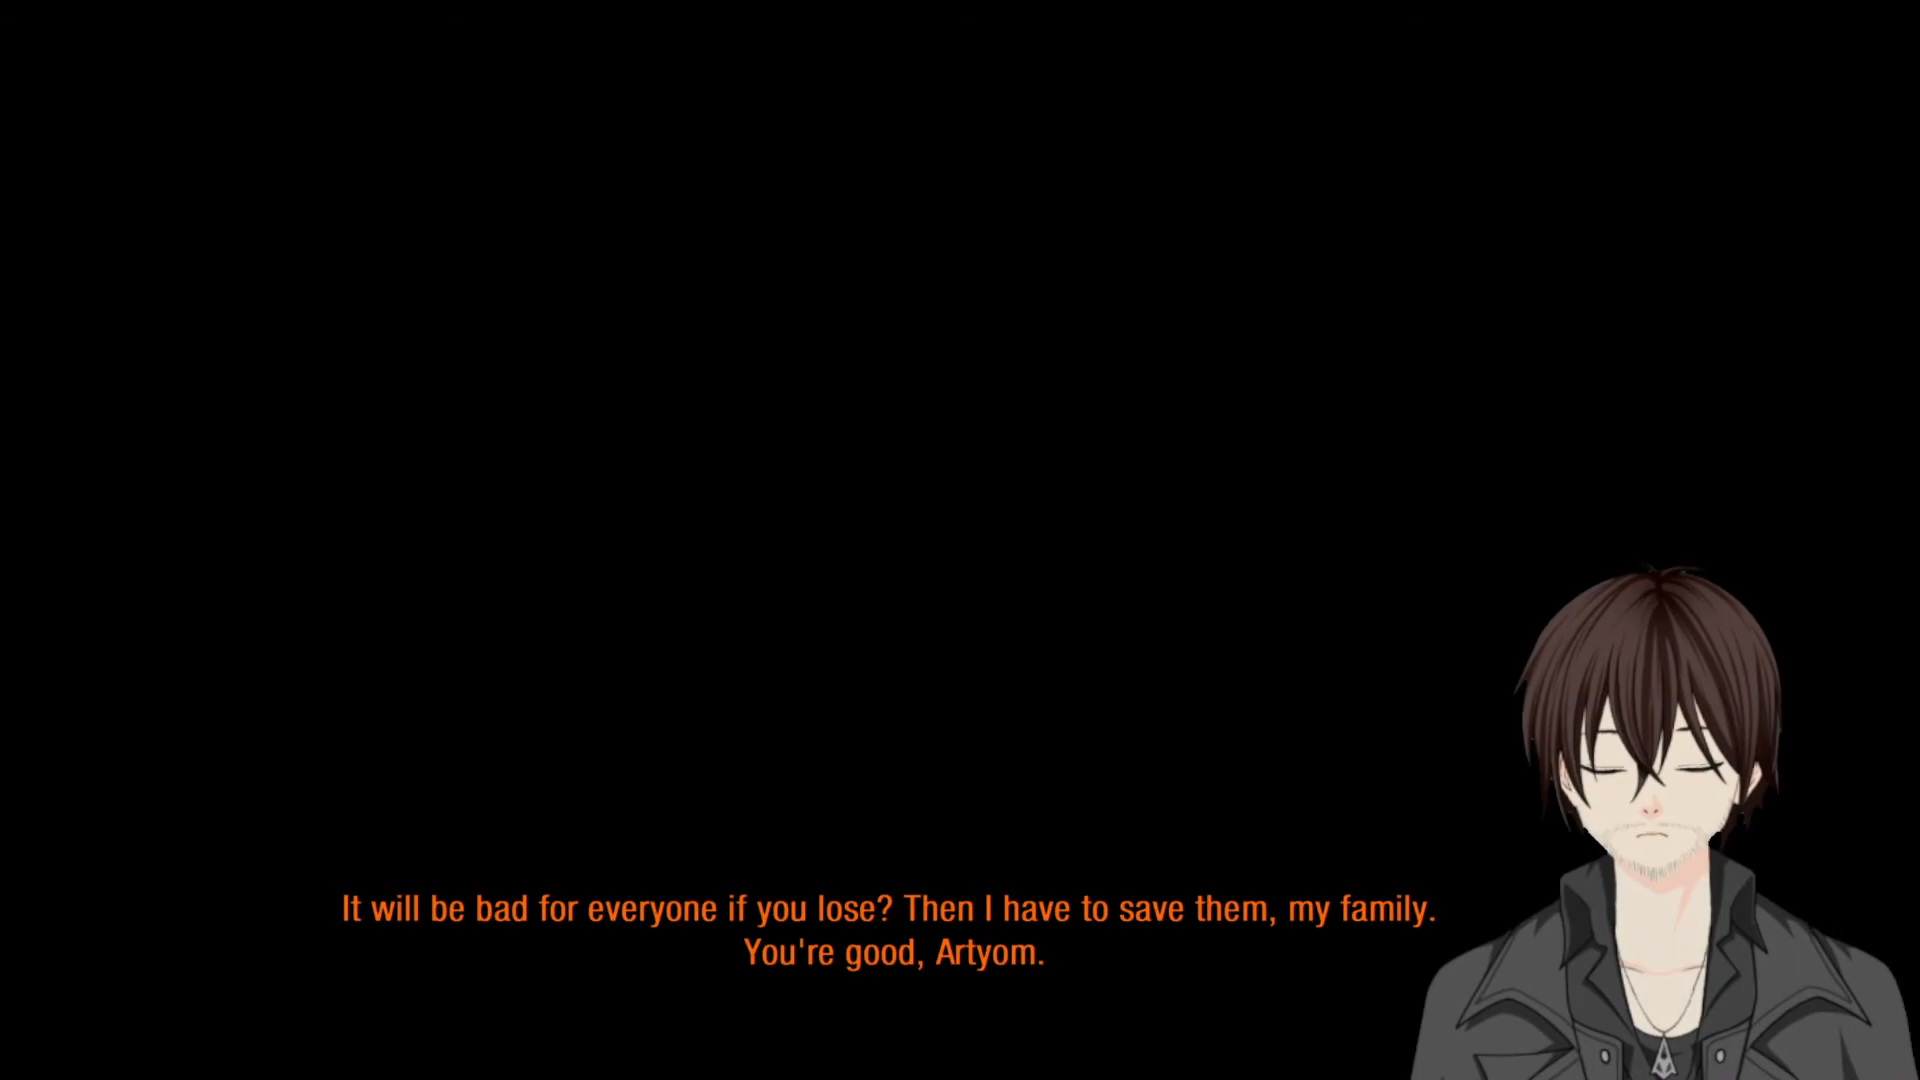 It will be bad for everyone if you lose? Then I have to save them, my family.
You're good, Artyom.